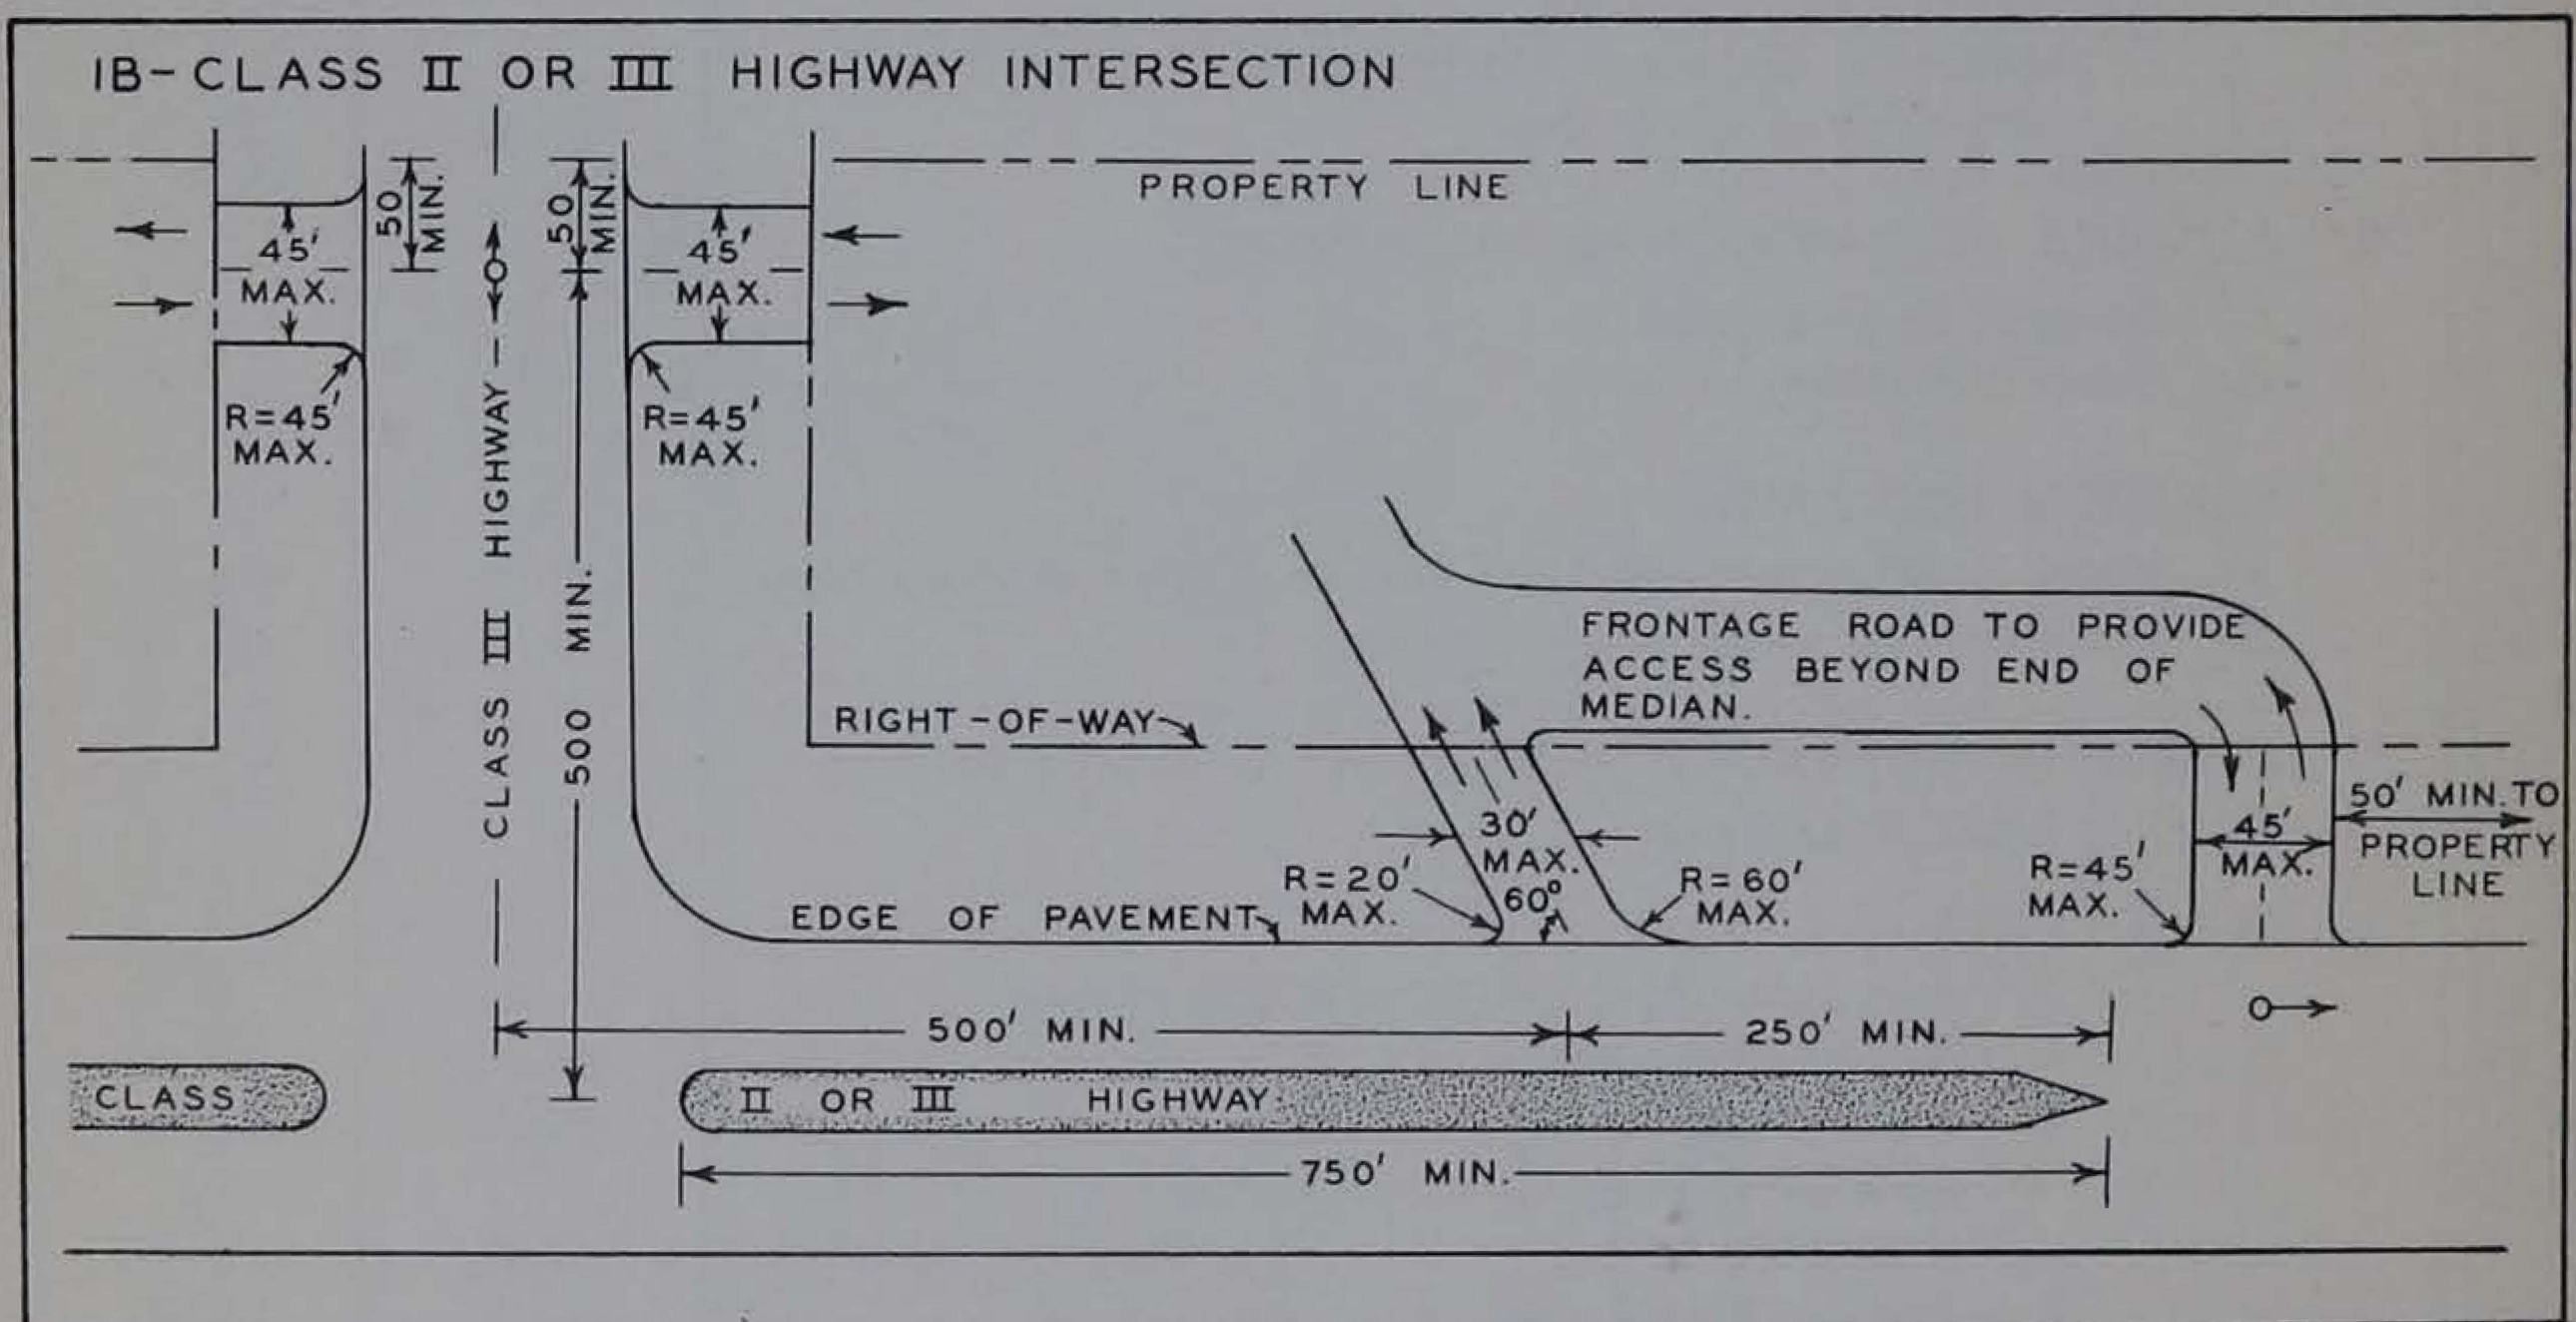 IB-CLASS II OR III HIGHWAY INTERSECTION
PROPERTY LINE
50
MIN.
50
MIN.
45'
MAX.
45'
MAX.
R=45'
MAX.
R=45'
MAX.
CLASS III HIGHWAY
500 MIN.
FRONTAGE ROAD TO PROVIDE
ACCESS BEYOND END OF
MEDIAN.
RIGHT-OF-WAY
30'
MAX.
60°
R=20'
MAX.
R=60'
MAX.
R=45'
MAX.
45'
MAX.
50' MIN. TO
PROPERTY
LINE
EDGE OF PAVEMENT
500' MIN.
250' MIN.
CLASS
II OR III HIGHWAY
750' MIN.